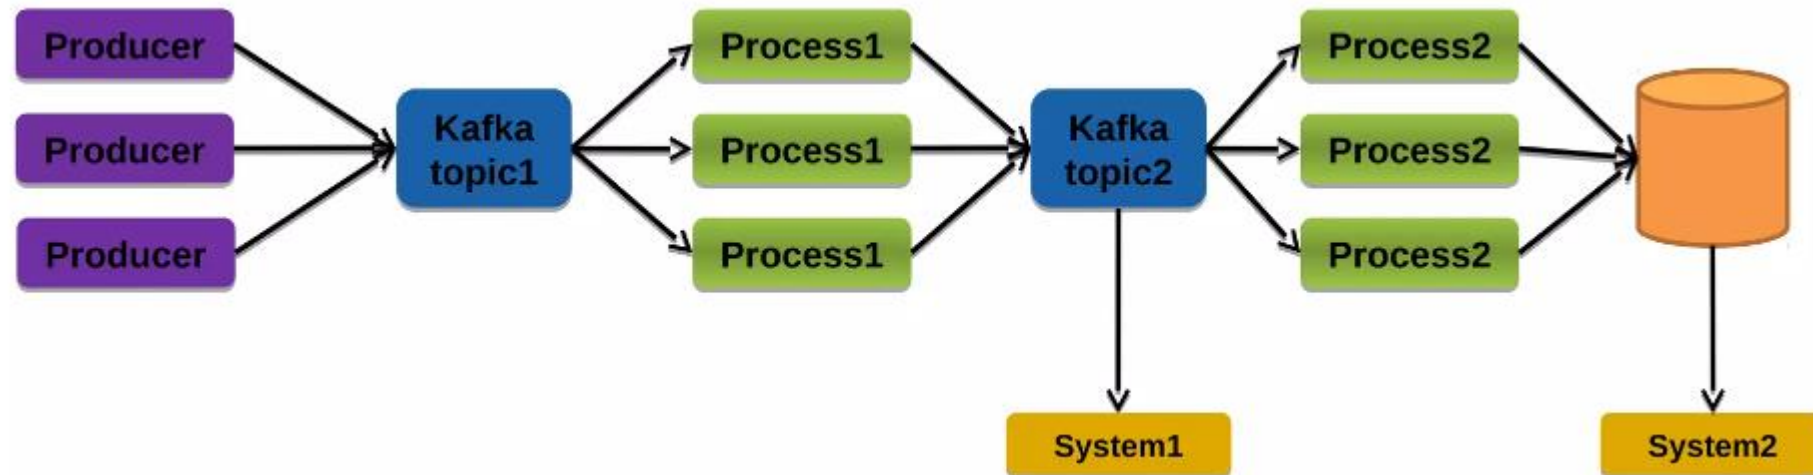 Producer
Producer
Producer
Kafka
topic1
Process1
Process1
Process1
Kafka
topic2
Process2
Process2
Process2
System1
System2